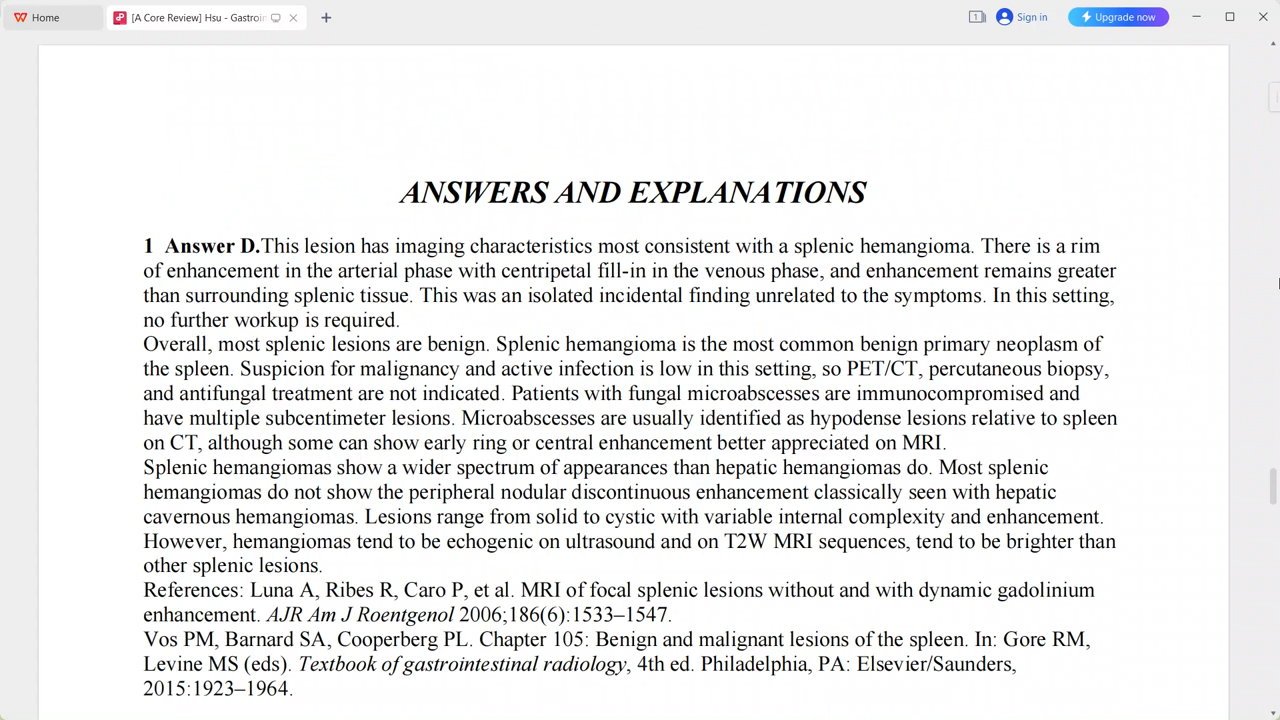 Home
[A Core Review] Hsu - Gastroin
1
Sign in
Upgrade now
ANSWERS AND EXPLANATIONS
1 Answer D.This lesion has imaging characteristics most consistent with a splenic hemangioma. There is a rim
of enhancement in the arterial phase with centripetal fill-in in the venous phase, and enhancement remains greater
than surrounding splenic tissue. This was an isolated incidental finding unrelated to the symptoms. In this setting,
no further workup is required.
Overall, most splenic lesions are benign. Splenic hemangioma is the most common benign primary neoplasm of
the spleen. Suspicion for malignancy and active infection is low in this setting, so PET/CT, percutaneous biopsy,
and antifungal treatment are not indicated. Patients with fungal microabscesses are immunocompromised and
have multiple subcentimeter lesions. Microabscesses are usually identified as hypodense lesions relative to spleen
on CT, although some can show early ring or central enhancement better appreciated on MRI.
Splenic hemangiomas show a wider spectrum of appearances than hepatic hemangiomas do. Most splenic
hemangiomas do not show the peripheral nodular discontinuous enhancement classically seen with hepatic
cavernous hemangiomas. Lesions range from solid to cystic with variable internal complexity and enhancement.
However, hemangiomas tend to be echogenic on ultrasound and on T2W MRI sequences, tend to be brighter than
other splenic lesions.
References: Luna A, Ribes R, Caro P, et al. MRI of focal splenic lesions without and with dynamic gadolinium
enhancement. AJR Am J Roentgenol 2006;186(6):1533–1547.
Vos PM, Barnard SA, Cooperberg PL. Chapter 105: Benign and malignant lesions of the spleen. In: Gore RM,
Levine MS (eds). Textbook of gastrointestinal radiology, 4th ed. Philadelphia, PA: Elsevier/Saunders,
2015:1923–1964.